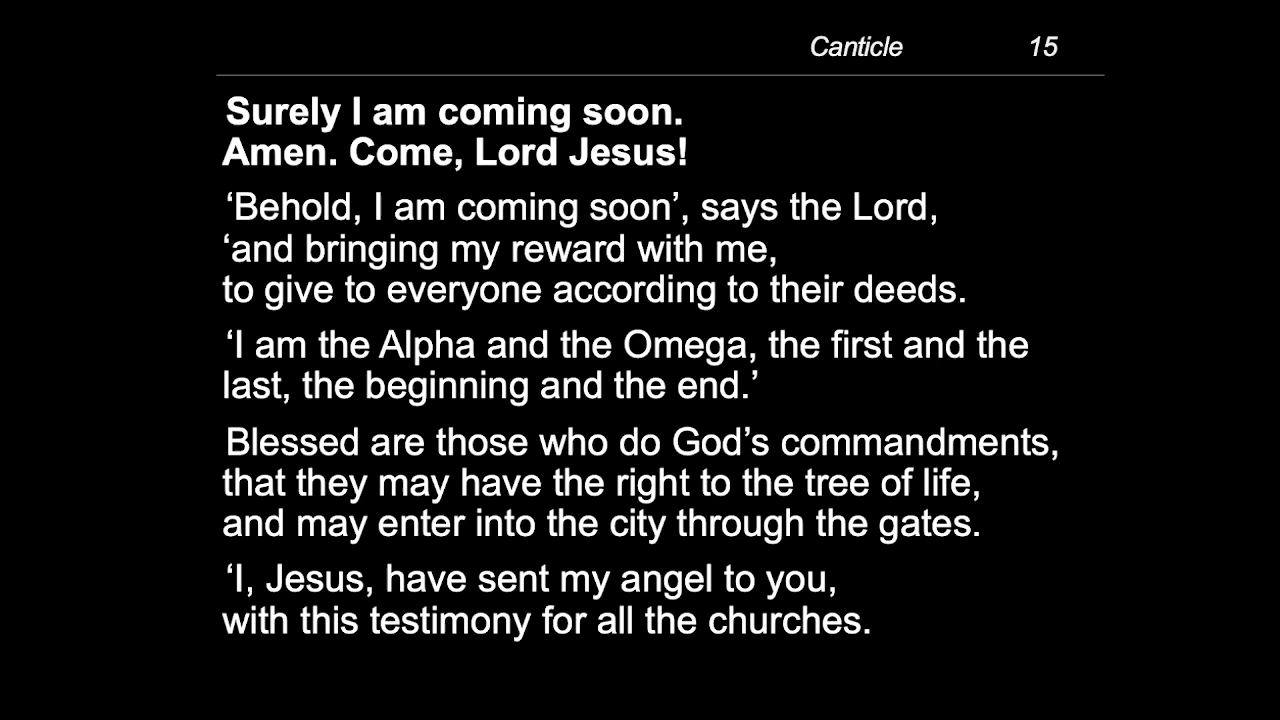 Canticle 15
Surely I am coming soon.
Amen. Come, Lord Jesus!
‘Behold, I am coming soon’, says the Lord,
‘and bringing my reward with me,
to give to everyone according to their deeds.
‘I am the Alpha and the Omega, the first and the
last, the beginning and the end.’
Blessed are those who do God’s commandments,
that they may have the right to the tree of life,
and may enter into the city through the gates.
‘I, Jesus, have sent my angel to you,
with this testimony for all the churches.